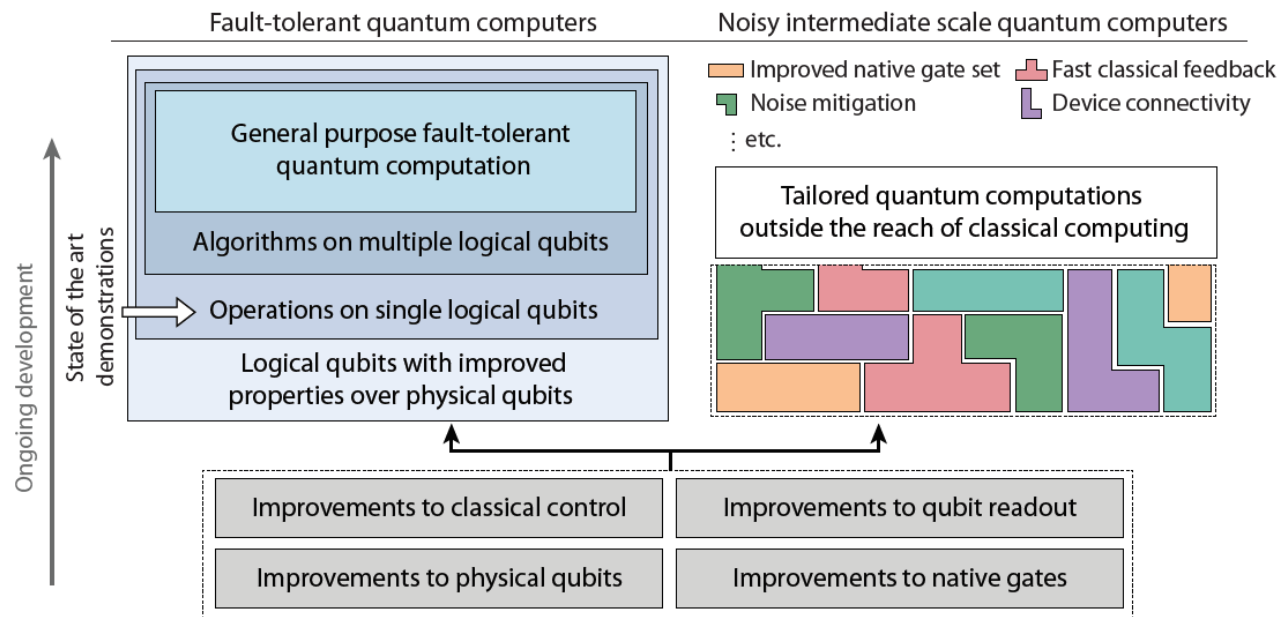 Fault-tolerant quantum computers
Noisy intermediate scale quantum computers
Improved native gate set
Fast classical feedback
Noise mitigation
Device connectivity
⋮ etc.
General purpose fault-tolerant
quantum computation
Algorithms on multiple logical qubits
Operations on single logical qubits
Logical qubits with improved
properties over physical qubits
Tailored quantum computations
outside the reach of classical computing
Ongoing development
State of the art
demonstrations
Improvements to classical control
Improvements to qubit readout
Improvements to physical qubits
Improvements to native gates